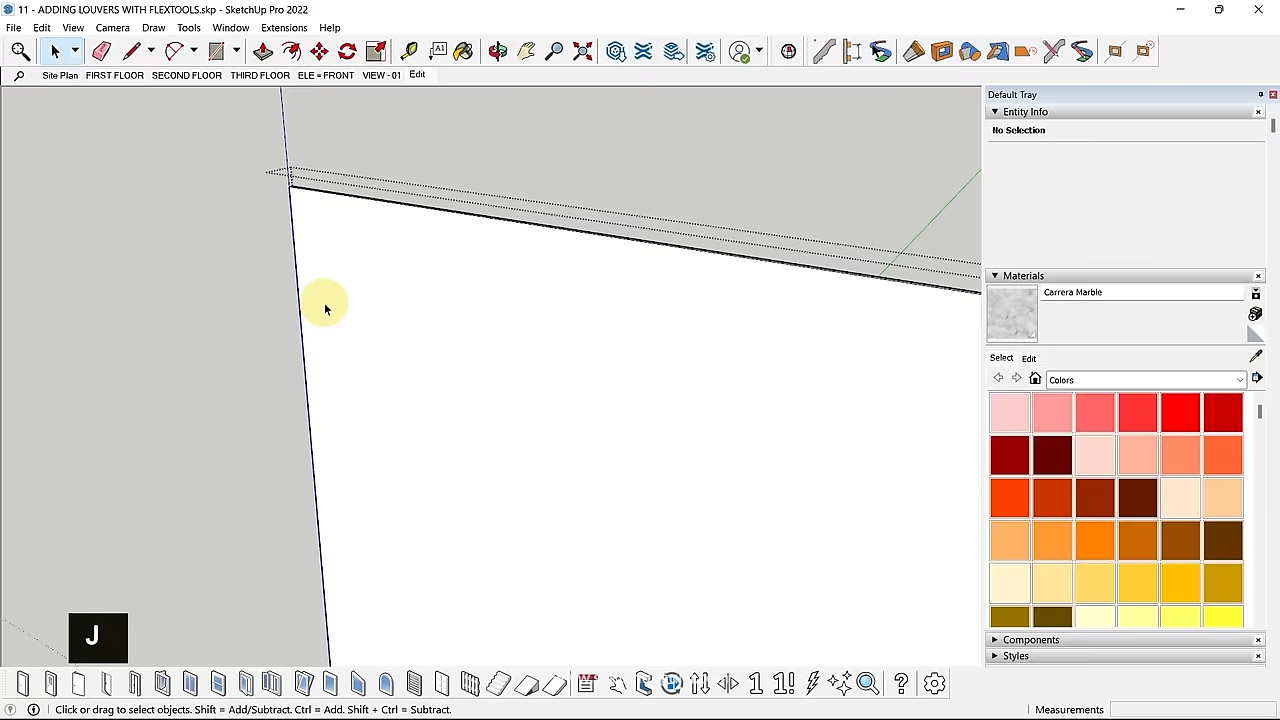 11 - ADDING LOUVERS WITH FLEXTOOLS.skp - SketchUp Pro 2022
File Edit View Camera Draw Tools Window Extensions Help
Site Plan FIRST FLOOR SECOND FLOOR THIRD FLOOR ELE = FRONT VIEW - 01 Edit
Default Tray
Entity Info
No Selection
Materials
Carrera Marble
Select Edit
Colors
J
Components
Styles
1 1! ?
Click or drag to select objects. Shift = Add/Subtract. Ctrl = Add. Shift + Ctrl = Subtract.
Measurements